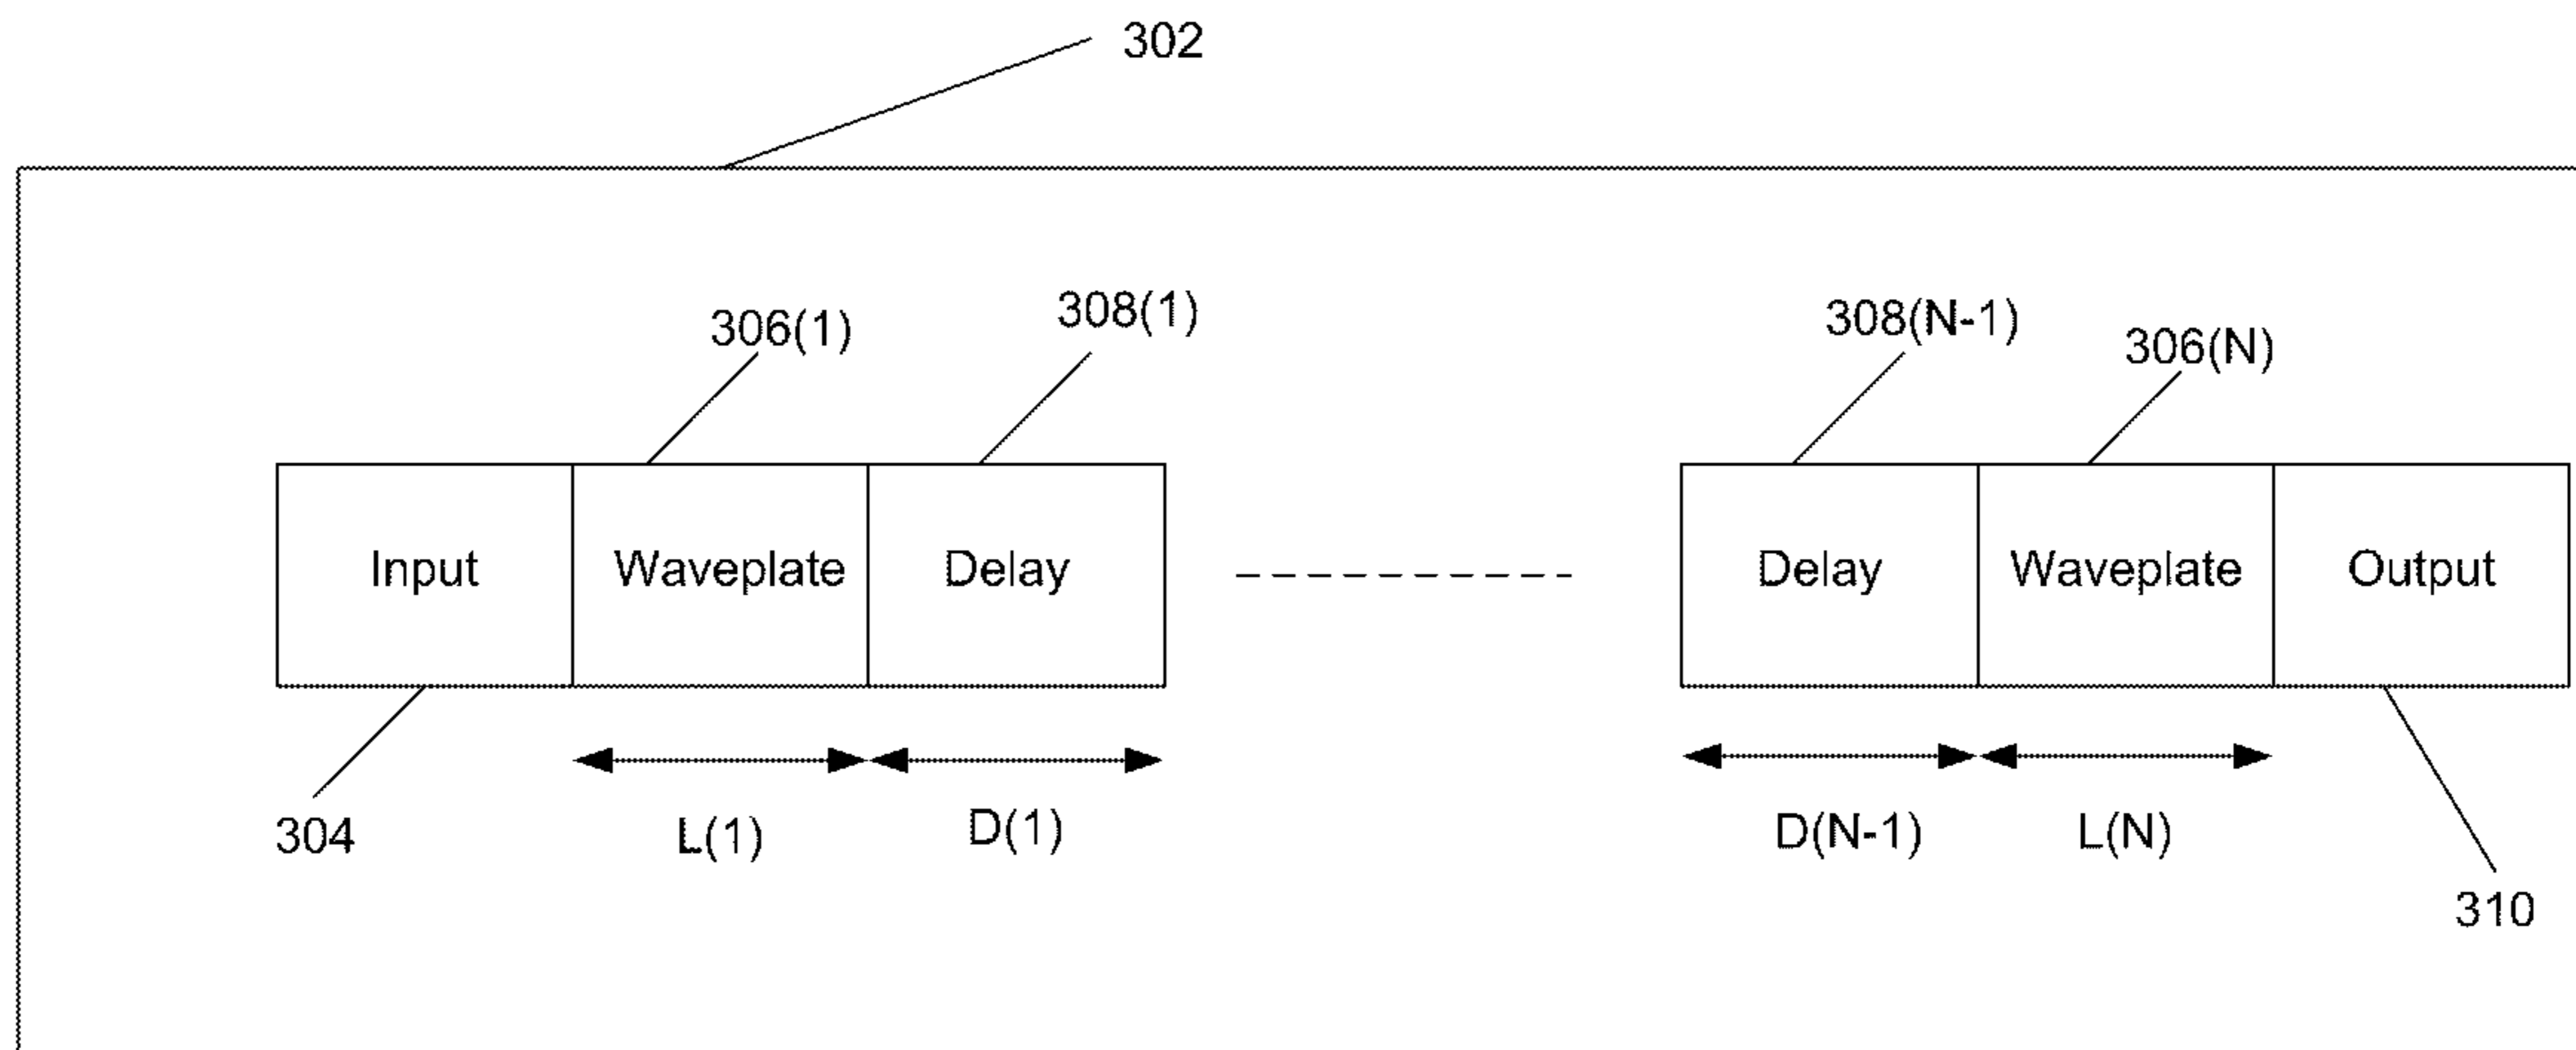 302
306(1)
308(1)
308(N-1)
306(N)
Input
Waveplate
Delay
Delay
Waveplate
Output
304
L(1)
D(1)
D(N-1)
L(N)
310